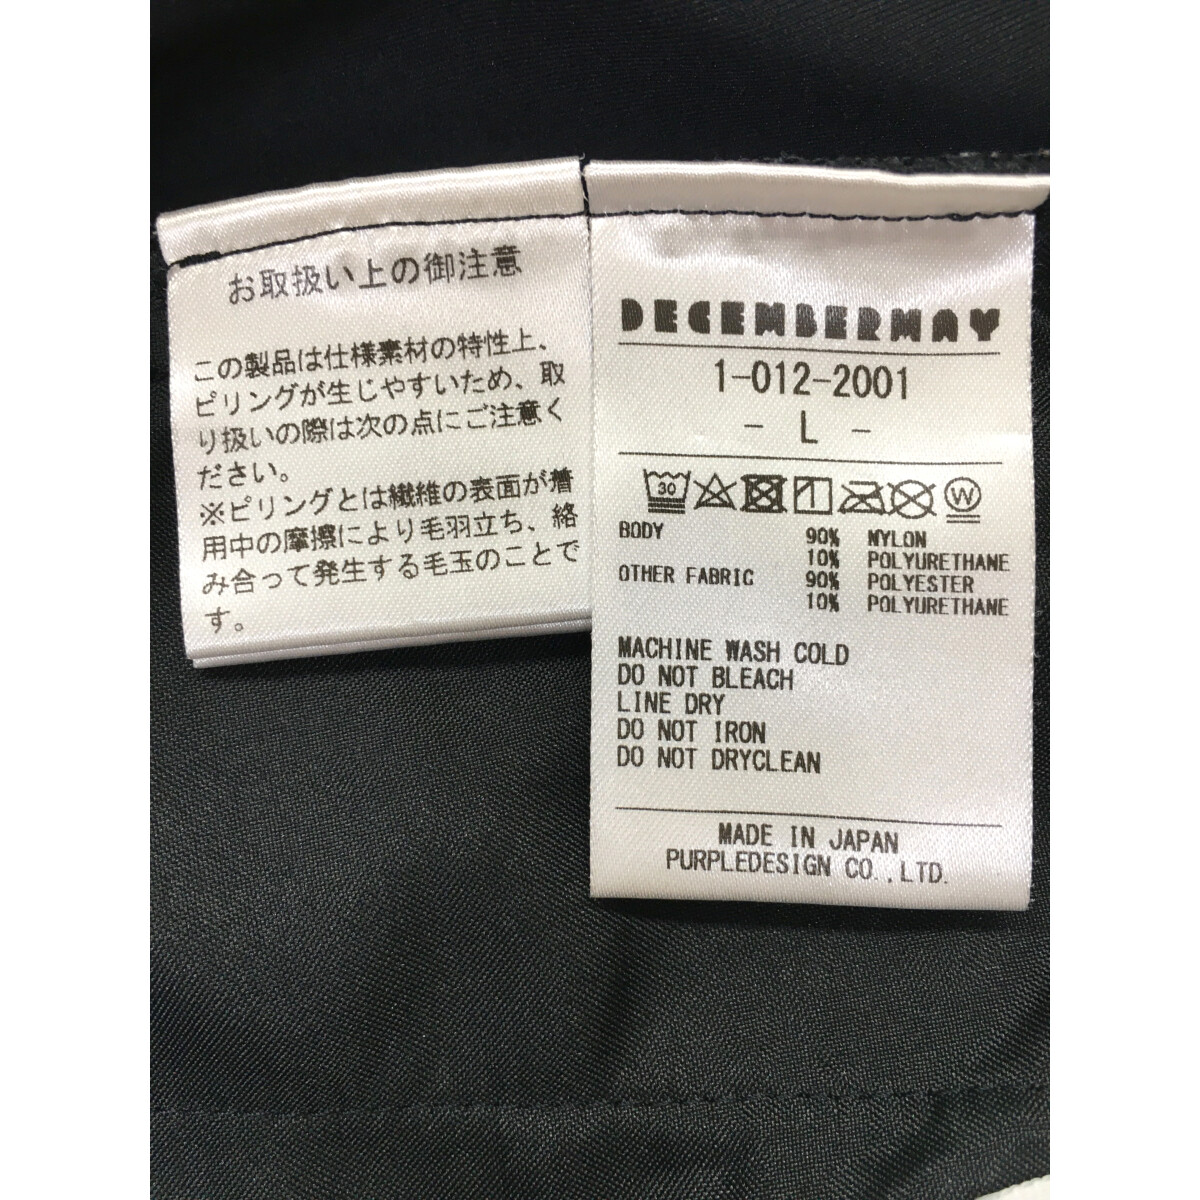 お取扱い上の御注意
この製品は仕様素材の特性上、
ピリングが生じやすいため、取
り扱いの際は次の点にご注意く
ださい。
※ピリングとは繊維の表面が着
用中の摩擦により毛羽立ち、絡
み合って発生する毛玉のことで
す。
DECEMBERMAY
1-012-2001
- L -
30
W
BODY 90% NYLON
10% POLYURETHANE
OTHER FABRIC 90% POLYESTER
10% POLYURETHANE
MACHINE WASH COLD
DO NOT BLEACH
LINE DRY
DO NOT IRON
DO NOT DRYCLEAN
MADE IN JAPAN
PURPLEDESIGN CO.,LTD.